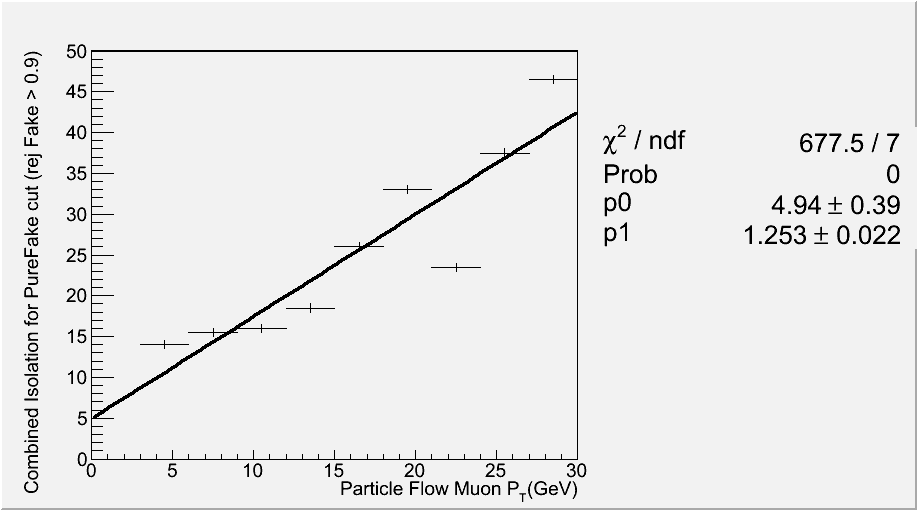 Combined Isolation for PureFake cut (rej Fake > 0.9)
50
45
40
35
30
25
20
15
10
5
0
0 5 10 15 20 25 30
Particle Flow Muon P_T(GeV)
χ² / ndf 677.5 / 7
Prob 0
p0 4.94 ± 0.39
p1 1.253 ± 0.022